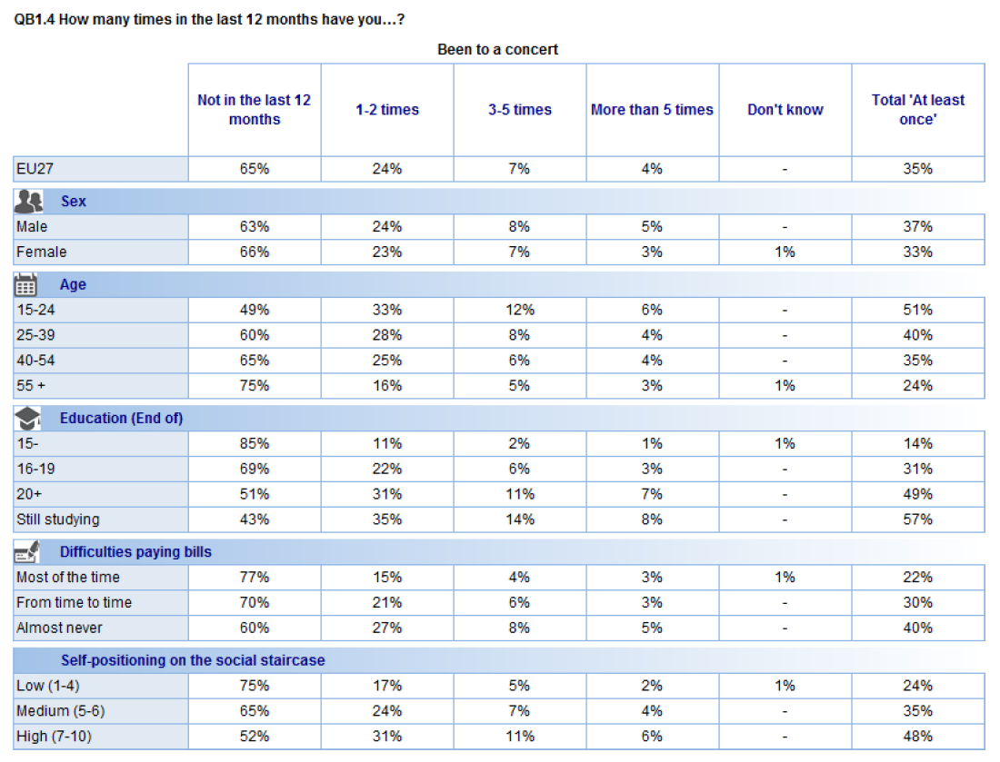 QB1.4 How many times in the last 12 months have you...?
Been to a concert
Not in the last 12 months 1-2 times 3-5 times More than 5 times Don't know Total 'At least once'
EU27 65% 24% 7% 4% - 35%
Sex
Male 63% 24% 8% 5% - 37%
Female 66% 23% 7% 3% 1% 33%
Age
15-24 49% 33% 12% 6% - 51%
25-39 60% 28% 8% 4% - 40%
40-54 65% 25% 6% 4% - 35%
55 + 75% 16% 5% 3% 1% 24%
Education (End of)
15- 85% 11% 2% 1% 1% 14%
16-19 69% 22% 6% 3% - 31%
20+ 51% 31% 11% 7% - 49%
Still studying 43% 35% 14% 8% - 57%
Difficulties paying bills
Most of the time 77% 15% 4% 3% 1% 22%
From time to time 70% 21% 6% 3% - 30%
Almost never 60% 27% 8% 5% - 40%
Self-positioning on the social staircase
Low (1-4) 75% 17% 5% 2% 1% 24%
Medium (5-6) 65% 24% 7% 4% - 35%
High (7-10) 52% 31% 11% 6% - 48%